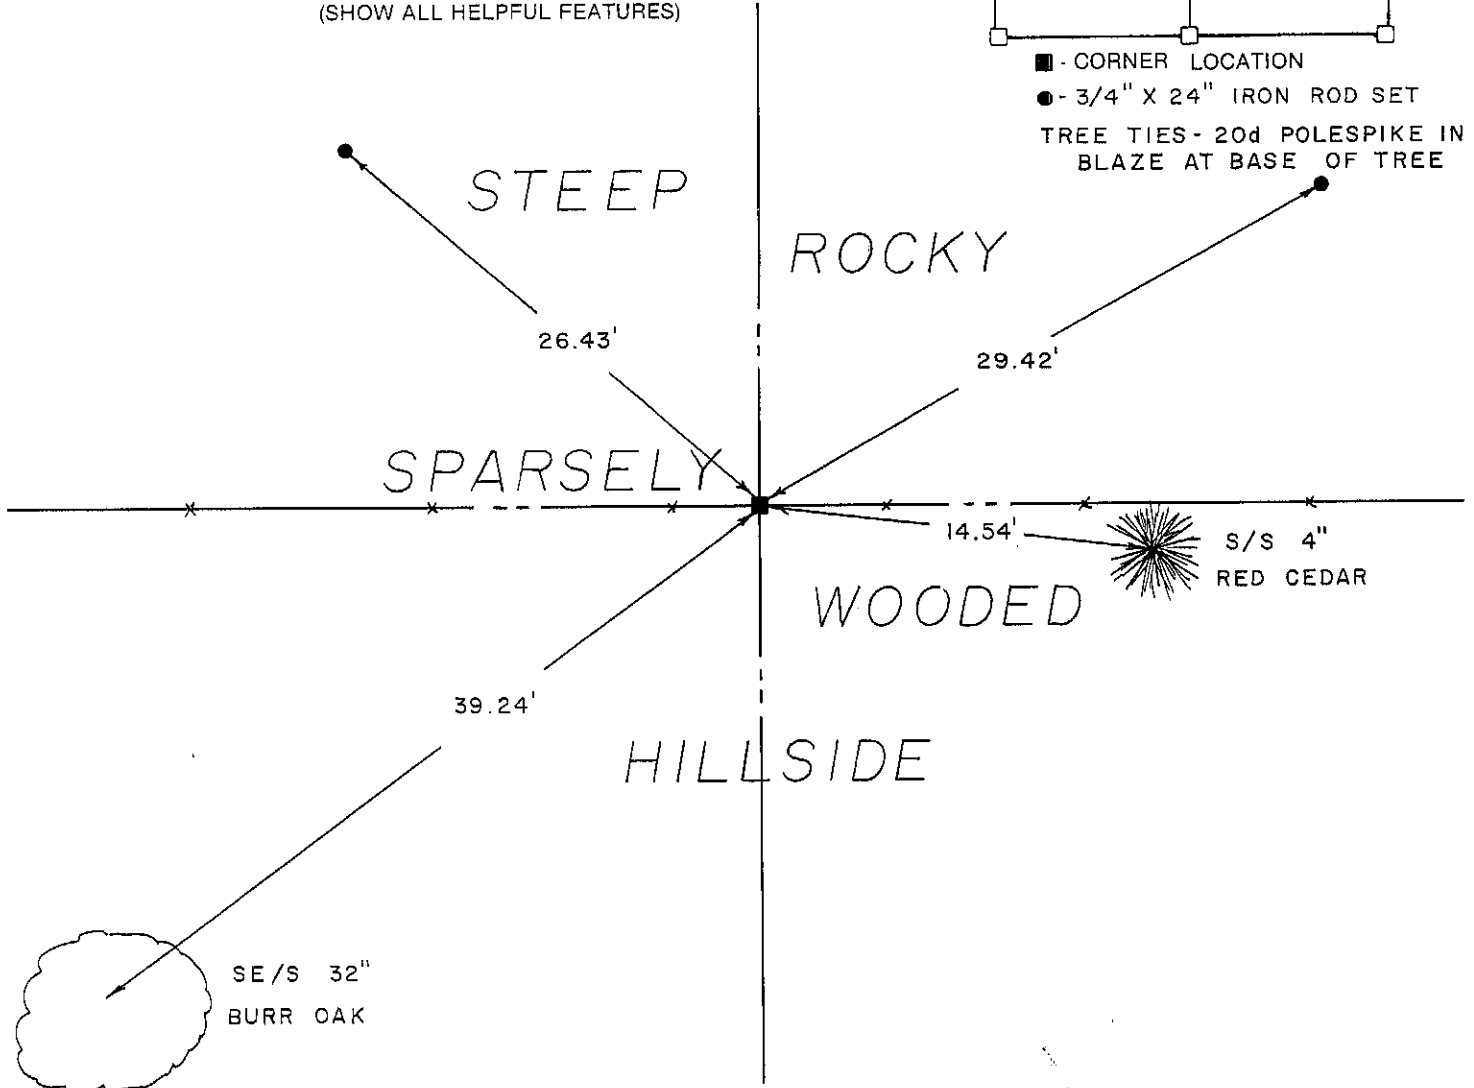 (SHOW ALL HELPFUL FEATURES)
■ - CORNER LOCATION
● - 3/4" X 24" IRON ROD SET
TREE TIES - 20d POLESPIKE IN
BLAZE AT BASE OF TREE
STEEP
ROCKY
26.43'
29.42'
SPARSELY
14.54'
S/S 4"
RED CEDAR
WOODED
39.24'
HILLSIDE
SE/S 32"
BURR OAK